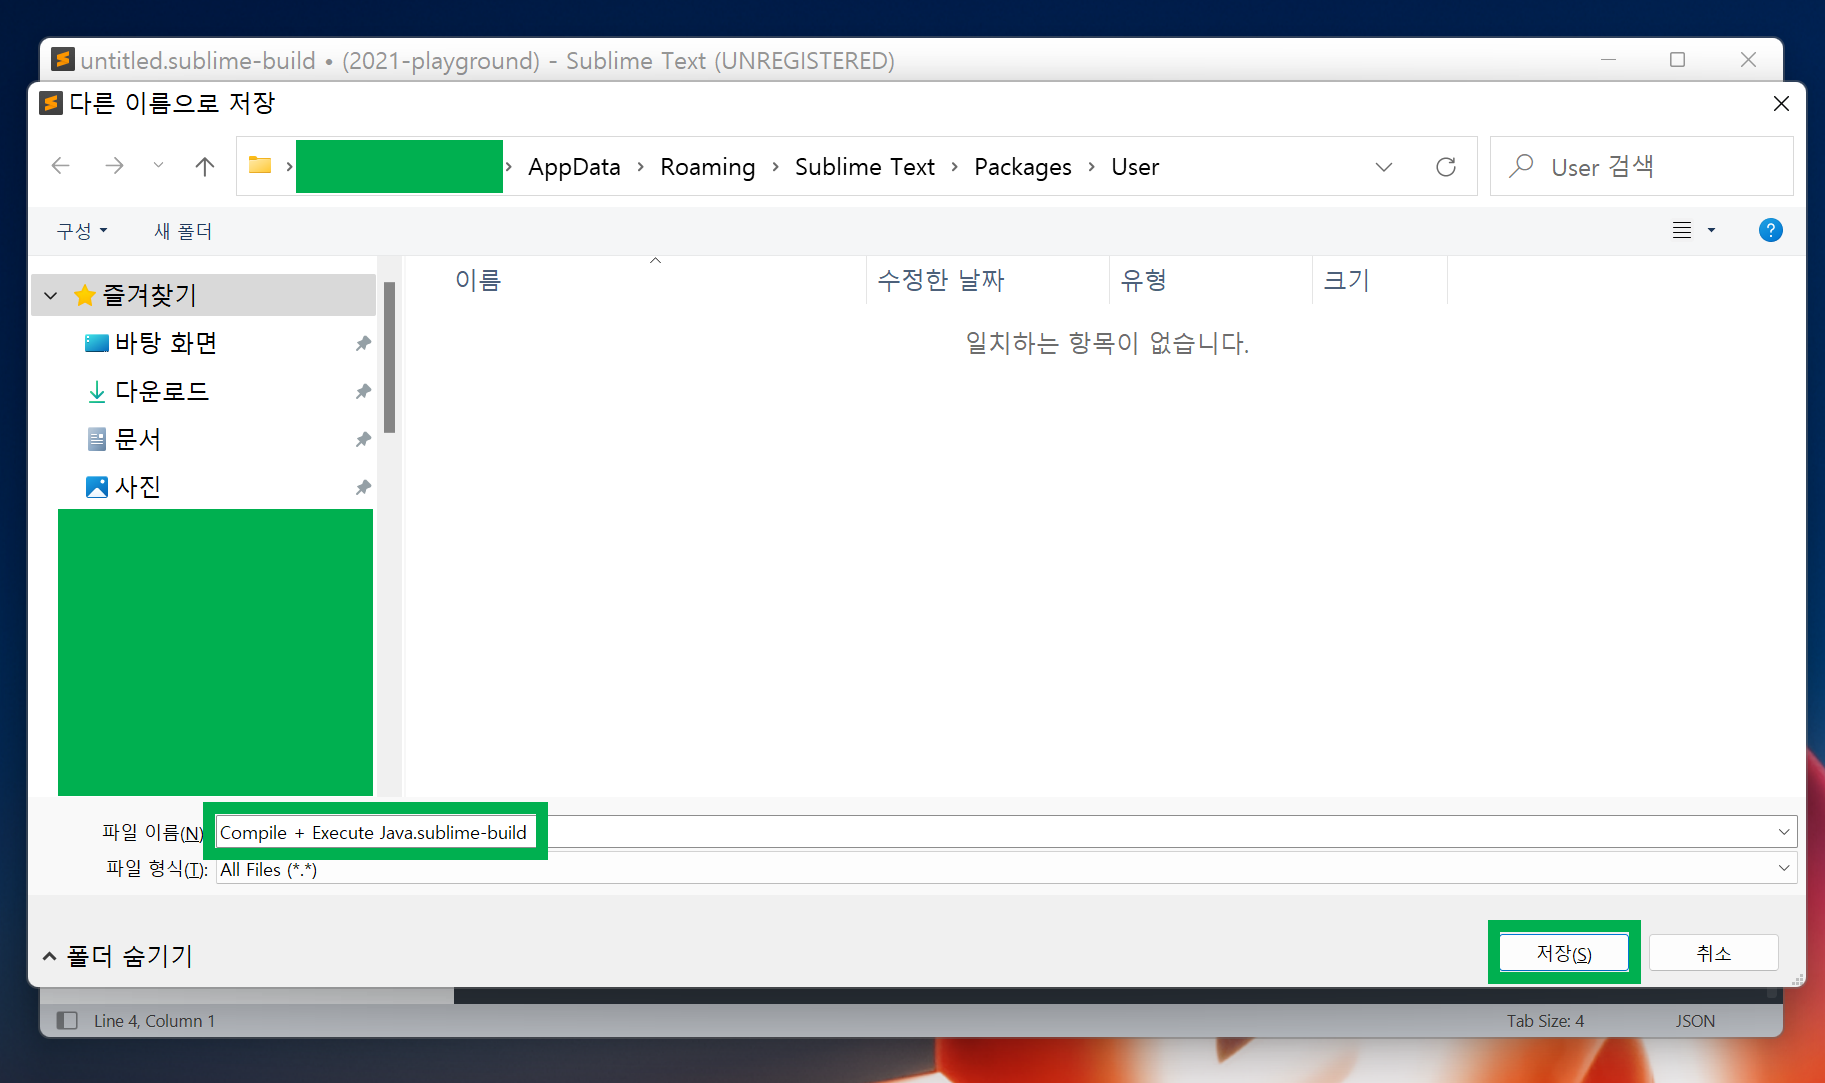 untitled.sublime-build • (2021-playground) - Sublime Text (UNREGISTERED)
다른 이름으로 저장
AppData › Roaming › Sublime Text › Packages › User
User 검색
구성
새 폴더
?
이름
수정한 날짜
유형
크기
일치하는 항목이 없습니다.
즐겨찾기
바탕 화면
다운로드
문서
사진
파일 이름(N)
Compile + Execute Java.sublime-build
파일 형식(T):
All Files (*.*)
폴더 숨기기
저장(S)
취소
Line 4, Column 1
Tab Size: 4
JSON